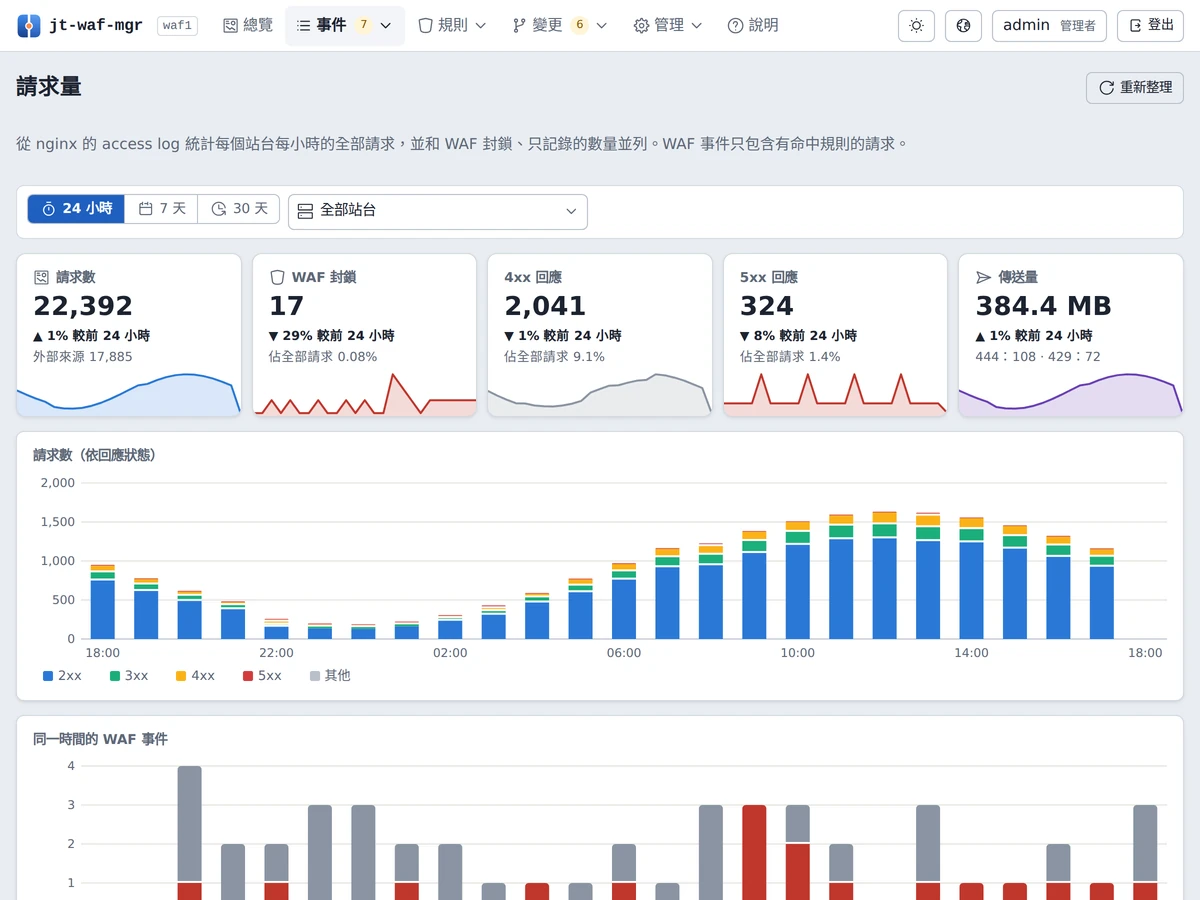 jt-waf-mgr waf1 總覽 事件 7 規則 變更 6 管理 說明 admin 管理者 登出
請求量
重新整理
從 nginx 的 access log 統計每個站台每小時的全部請求，並和 WAF 封鎖、只記錄的數量並列。WAF 事件只包含有命中規則的請求。
24 小時 7 天 30 天 全部站台
請求數
22,392
▲ 1% 較前 24 小時
外部來源 17,885
WAF 封鎖
17
▼ 29% 較前 24 小時
佔全部請求 0.08%
4xx 回應
2,041
▼ 1% 較前 24 小時
佔全部請求 9.1%
5xx 回應
324
▼ 8% 較前 24 小時
佔全部請求 1.4%
傳送量
384.4 MB
▲ 1% 較前 24 小時
444：108 · 429：72
請求數（依回應狀態）
2,000
1,500
1,000
500
0
18:00 22:00 02:00 06:00 10:00 14:00 18:00
2xx 3xx 4xx 5xx 其他
同一時間的 WAF 事件
4
3
2
1